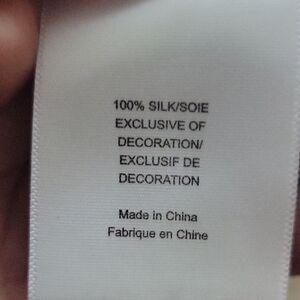 100% SILK/SOIE
EXCLUSIVE OF
DECORATION/
EXCLUSIF DE
DECORATION
Made in China
Fabrique en Chine